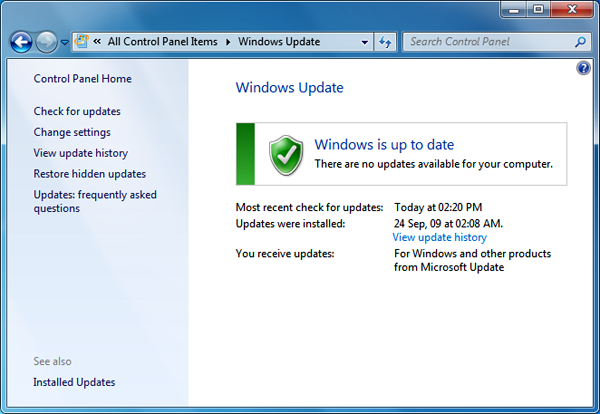 « All Control Panel Items Windows Update
Search Control Panel
Control Panel Home
Check for updates
Change settings
View update history
Restore hidden updates
Updates: frequently asked
questions
See also
Installed Updates
Windows Update
Windows is up to date
There are no updates available for your computer.
Most recent check for updates: Today at 02:20 PM
Updates were installed: 24 Sep, 09 at 02:08 AM.
View update history
You receive updates: For Windows and other products
from Microsoft Update